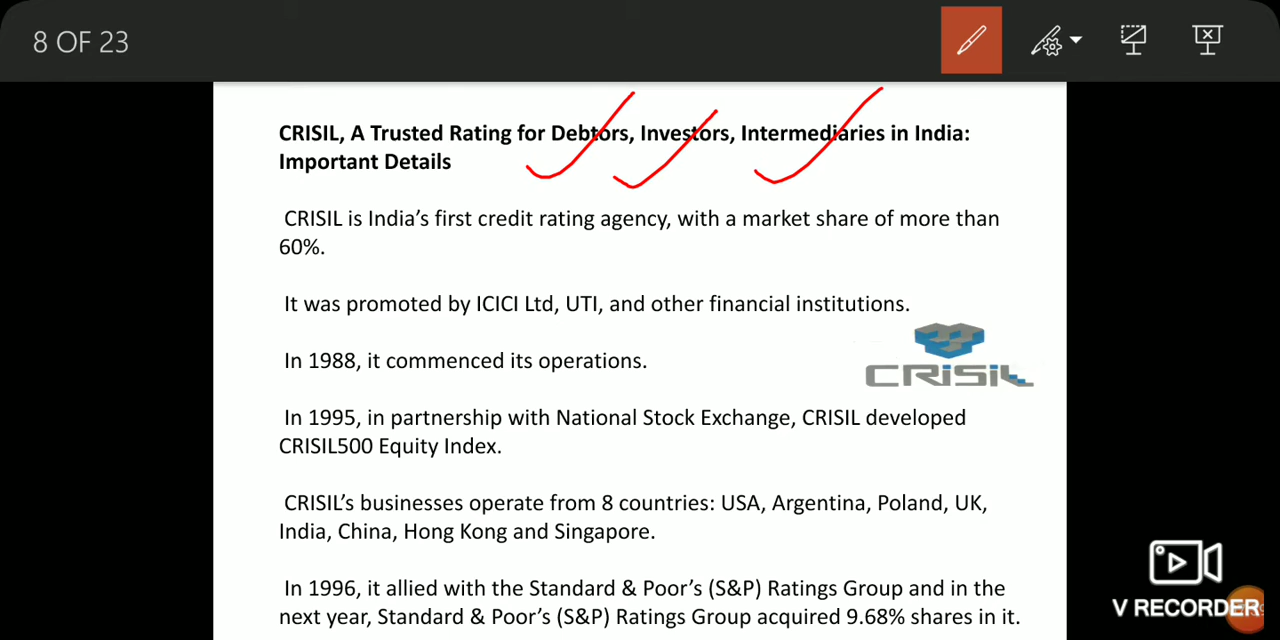 8 OF 23
CRISIL, A Trusted Rating for Debtors, Investors, Intermediaries in India:
Important Details
CRISIL is India’s first credit rating agency, with a market share of more than
60%.
It was promoted by ICICI Ltd, UTI, and other financial institutions.
In 1988, it commenced its operations.
CRISIL
In 1995, in partnership with National Stock Exchange, CRISIL developed
CRISIL500 Equity Index.
CRISIL’s businesses operate from 8 countries: USA, Argentina, Poland, UK,
India, China, Hong Kong and Singapore.
In 1996, it allied with the Standard & Poor’s (S&P) Ratings Group and in the
next year, Standard & Poor’s (S&P) Ratings Group acquired 9.68% shares in it.
V RECORDER